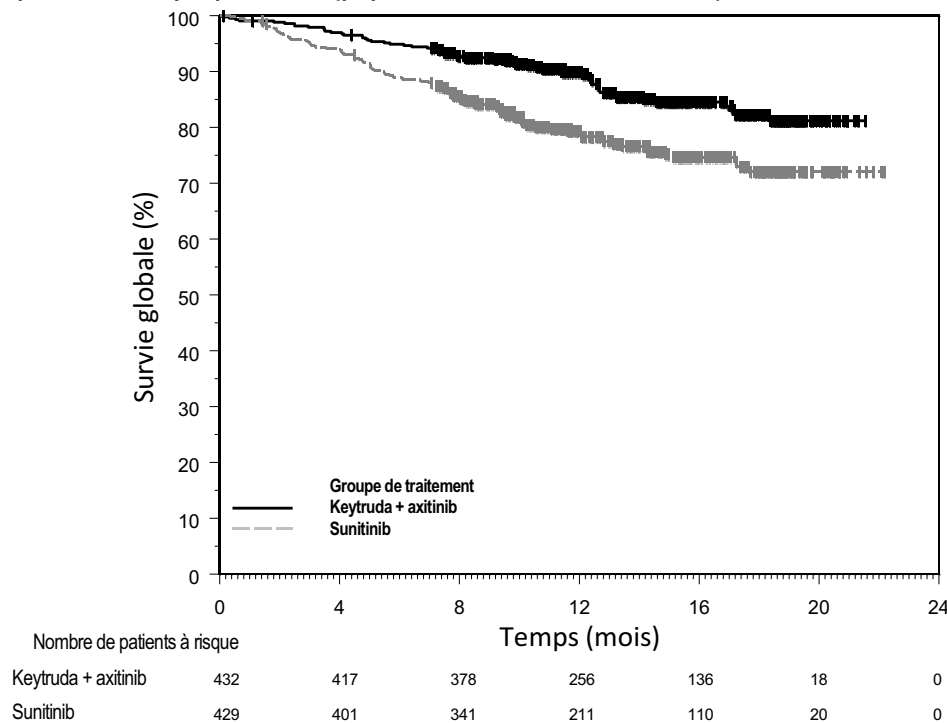 100
90
80
70
60
50
40
30
20
10
0
Survie globale (%)
Groupe de traitement
Keytruda + axitinib
Sunitinib
0 4 8 12 16 20 24
Temps (mois)
Nombre de patients à risque
Keytruda + axitinib 432 417 378 256 136 18 0
Sunitinib 429 401 341 211 110 20 0